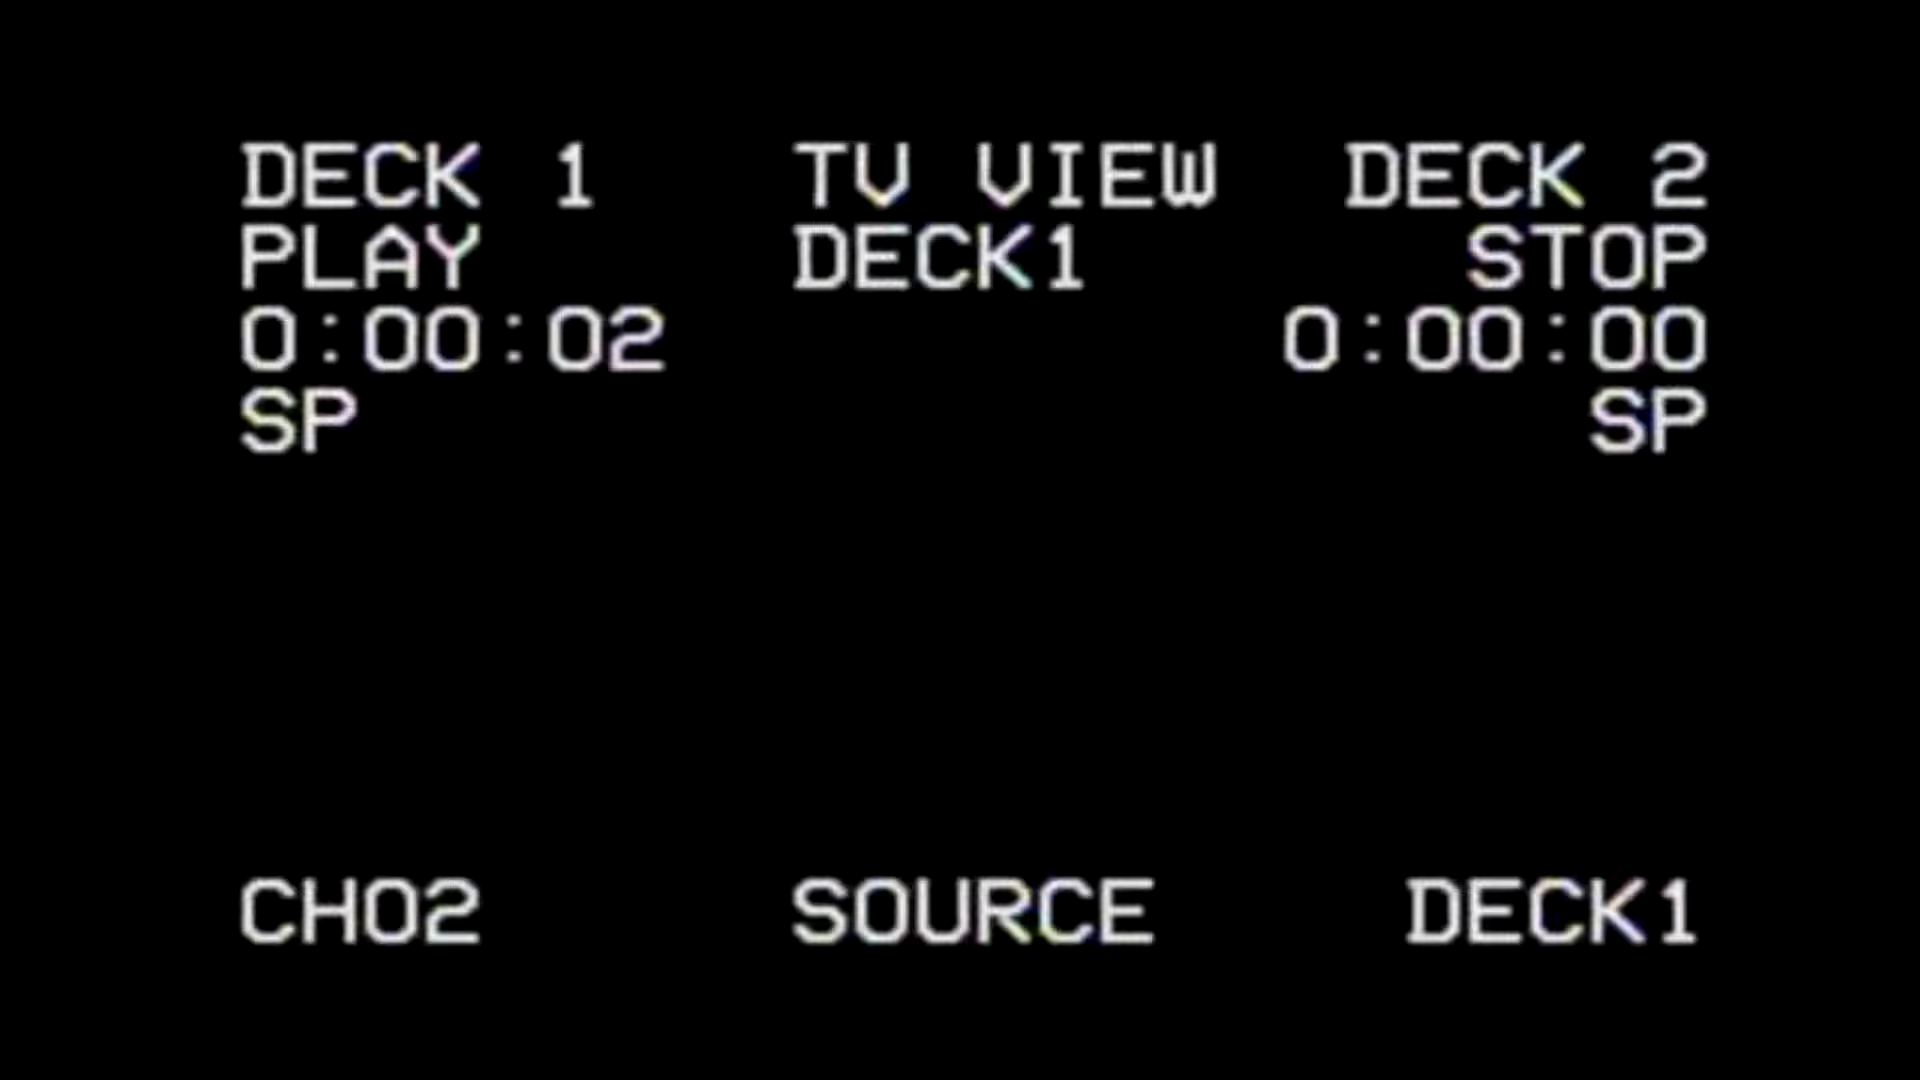 DECK 1 TV VIEW DECK 2
PLAY DECK1 STOP
0:00:02 0:00:00
SP SP
CH02 SOURCE DECK1